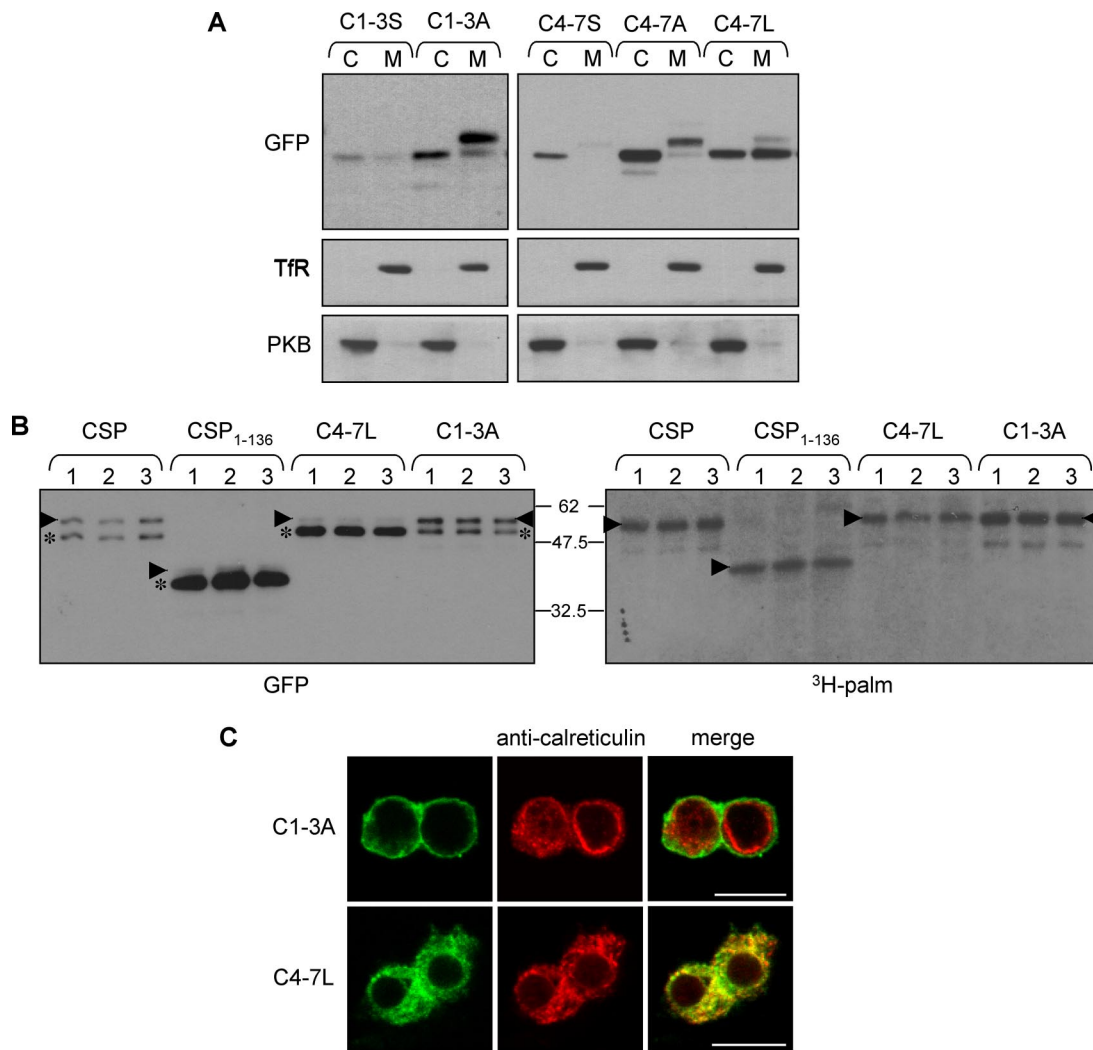 A
C1-3S C1-3A C4-7S C4-7A C4-7L
C M C M C M C M C M
GFP
TfR
PKB
B
CSP CSP1-136 C4-7L C1-3A CSP CSP1-136 C4-7L C1-3A
1 2 3 1 2 3 1 2 3 1 2 3 1 2 3 1 2 3 1 2 3 1 2 3
62
* *
47.5
* *
32.5
GFP ³H-palm
C
anti-calreticulin merge
C1-3A
C4-7L